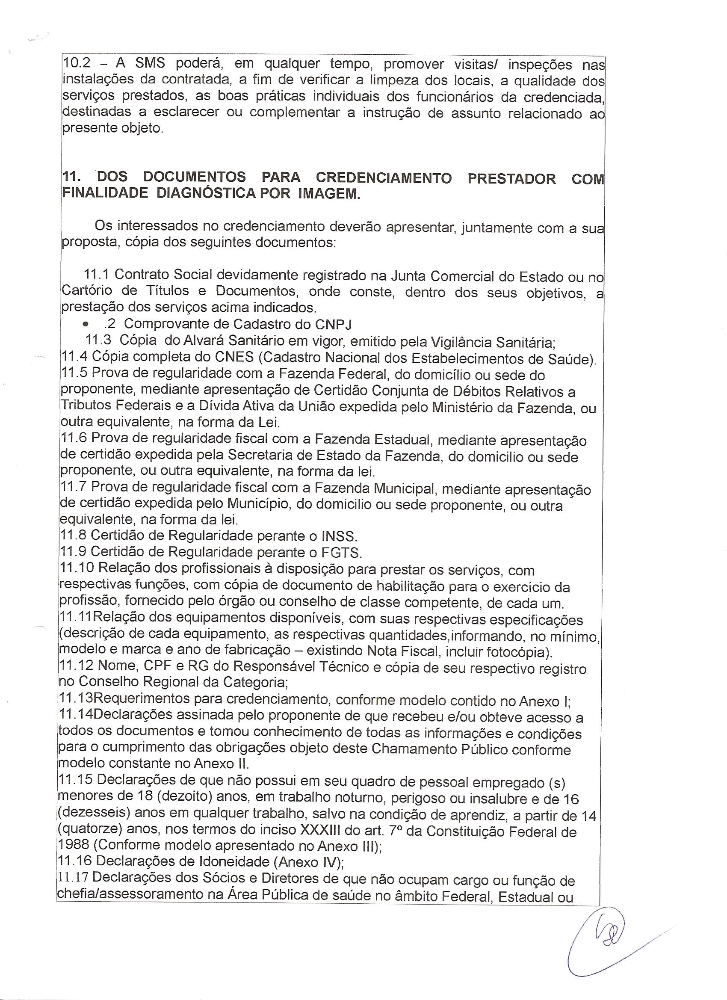 10.2 – A SMS poderá, em qualquer tempo, promover visitas/ inspeções nas
instalações da contratada, a fim de verificar a limpeza dos locais, a qualidade dos
serviços prestados, as boas práticas individuais dos funcionários da credenciada,
destinadas a esclarecer ou complementar a instrução de assunto relacionado ao
presente objeto.
11. DOS DOCUMENTOS PARA CREDENCIAMENTO PRESTADOR COM
FINALIDADE DIAGNÓSTICA POR IMAGEM.
Os interessados no credenciamento deverão apresentar, juntamente com a sua
proposta, cópia dos seguintes documentos:
11.1 Contrato Social devidamente registrado na Junta Comercial do Estado ou no
Cartório de Títulos e Documentos, onde conste, dentro dos seus objetivos, a
prestação dos serviços acima indicados.
• .2 Comprovante de Cadastro do CNPJ
11.3 Cópia do Alvará Sanitário em vigor, emitido pela Vigilância Sanitária;
11.4 Cópia completa do CNES (Cadastro Nacional dos Estabelecimentos de Saúde).
11.5 Prova de regularidade com a Fazenda Federal, do domicílio ou sede do
proponente, mediante apresentação de Certidão Conjunta de Débitos Relativos a
Tributos Federais e a Dívida Ativa da União expedida pelo Ministério da Fazenda, ou
outra equivalente, na forma da Lei.
11.6 Prova de regularidade fiscal com a Fazenda Estadual, mediante apresentação
de certidão expedida pela Secretaria de Estado da Fazenda, do domicilio ou sede
proponente, ou outra equivalente, na forma da lei.
11.7 Prova de regularidade fiscal com a Fazenda Municipal, mediante apresentação
de certidão expedida pelo Município, do domicilio ou sede proponente, ou outra
equivalente, na forma da lei.
11.8 Certidão de Regularidade perante o INSS.
11.9 Certidão de Regularidade perante o FGTS.
11.10 Relação dos profissionais à disposição para prestar os serviços, com
respectivas funções, com cópia de documento de habilitação para o exercício da
profissão, fornecido pelo órgão ou conselho de classe competente, de cada um.
11.11Relação dos equipamentos disponíveis, com suas respectivas especificações
(descrição de cada equipamento, as respectivas quantidades,informando, no mínimo,
modelo e marca e ano de fabricação – existindo Nota Fiscal, incluir fotocópia).
11.12 Nome, CPF e RG do Responsável Técnico e cópia de seu respectivo registro
no Conselho Regional da Categoria;
11.13Requerimentos para credenciamento, conforme modelo contido no Anexo I;
11.14Declarações assinada pelo proponente de que recebeu e/ou obteve acesso a
todos os documentos e tomou conhecimento de todas as informações e condições
para o cumprimento das obrigações objeto deste Chamamento Público conforme
modelo constante no Anexo II.
11.15 Declarações de que não possui em seu quadro de pessoal empregado (s)
menores de 18 (dezoito) anos, em trabalho noturno, perigoso ou insalubre e de 16
(dezesseis) anos em qualquer trabalho, salvo na condição de aprendiz, a partir de 14
(quatorze) anos, nos termos do inciso XXXIII do art. 7º da Constituição Federal de
1988 (Conforme modelo apresentado no Anexo III);
11.16 Declarações de Idoneidade (Anexo IV);
11.17 Declarações dos Sócios e Diretores de que não ocupam cargo ou função de
chefia/assessoramento na Área Pública de saúde no âmbito Federal, Estadual ou